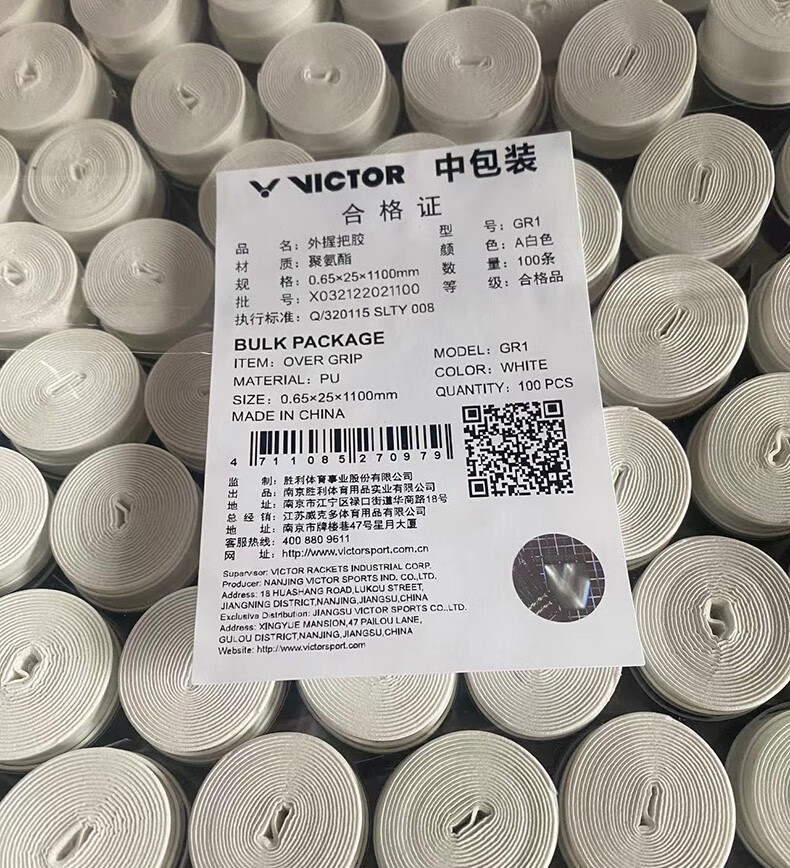 VICTOR 中包装
合格证
品 名: 外握把胶 型 号: GR1
材 质: 聚氨酯 颜 色: A白色
规 格: 0.65×25×1100mm 数 量: 100条
批 号: X032122021100 等 级: 合格品
执行标准: Q/320115 SLTY 008
BULK PACKAGE
ITEM: OVER GRIP MODEL: GR1
MATERIAL: PU COLOR: WHITE
SIZE: 0.65×25×1100mm QUANTITY: 100 PCS
MADE IN CHINA
4 711085 270979
监 制: 胜利体育事业股份有限公司
出 品: 南京胜利体育用品实业有限公司
地 址: 南京市江宁区禄口街道华商路18号
总 经 销: 江苏威克多体育用品有限公司
地 址: 南京市牌楼巷47号星月大厦
客服热线: 400 880 9611
网 址: http://www.victorsport.com.cn
Supervisor: VICTOR RACKETS INDUSTRIAL CORP.
Producer: NANJING VICTOR SPORTS IND. CO.,LTD.
Address: 18 HUASHANG ROAD,LUKOU STREET,
JIANGNING DISTRICT,NANJING,JIANGSU,CHINA
Exclusive Distribution: JIANGSU VICTOR SPORTS CO.,LTD.
Address: XINGYUE MANSION,47 PAILOU LANE,
GULOU DISTRICT,NANJING,JIANGSU,CHINA
Website: http://www.victorsport.com